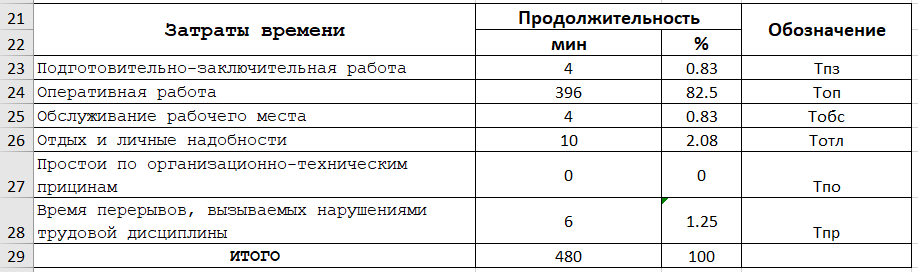 21 Затраты времени Продолжительность Обозначение
22 мин %
23 Подготовительно-заключительная работа 4 0.83 Тпз
24 Оперативная работа 396 82.5 Топ
25 Обслуживание рабочего места 4 0.83 Тобс
26 Отдых и личные надобности 10 2.08 Тотл
Простои по организационно-техническим
27 прицинам 0 0 Тпо
Время перерывов, вызываемых нарушениями
28 трудовой дисциплины 6 1.25 Тпр
29 ИТОГО 480 100